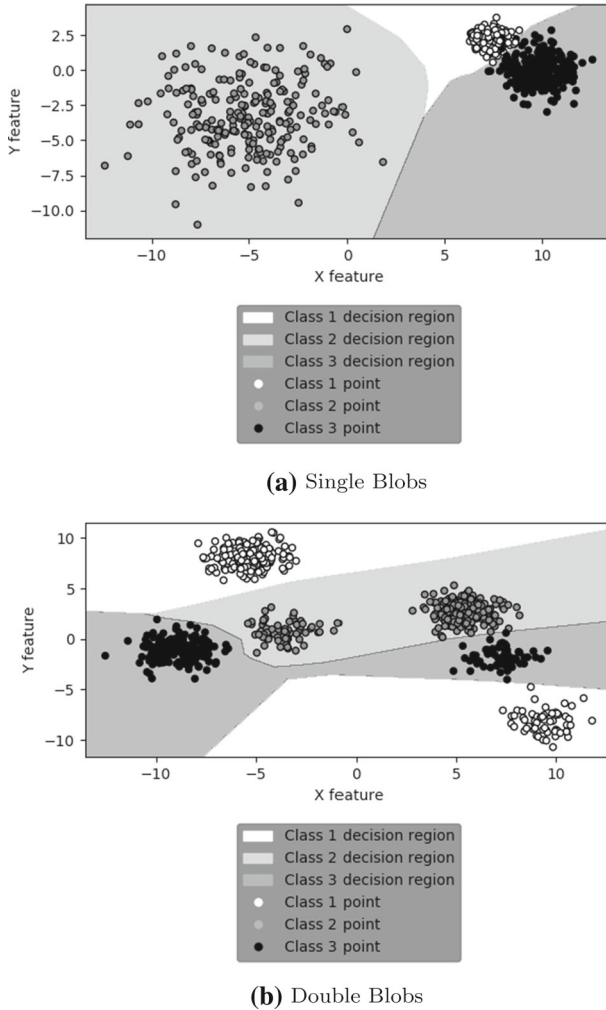 2.5
0.0
−2.5
−5.0
−7.5
−10.0
Y feature
−10 −5 0 5 10
X feature
Class 1 decision region
Class 2 decision region
Class 3 decision region
Class 1 point
Class 2 point
Class 3 point
(a) Single Blobs
10
5
0
−5
−10
Y feature
−10 −5 0 5 10
X feature
Class 1 decision region
Class 2 decision region
Class 3 decision region
Class 1 point
Class 2 point
Class 3 point
(b) Double Blobs